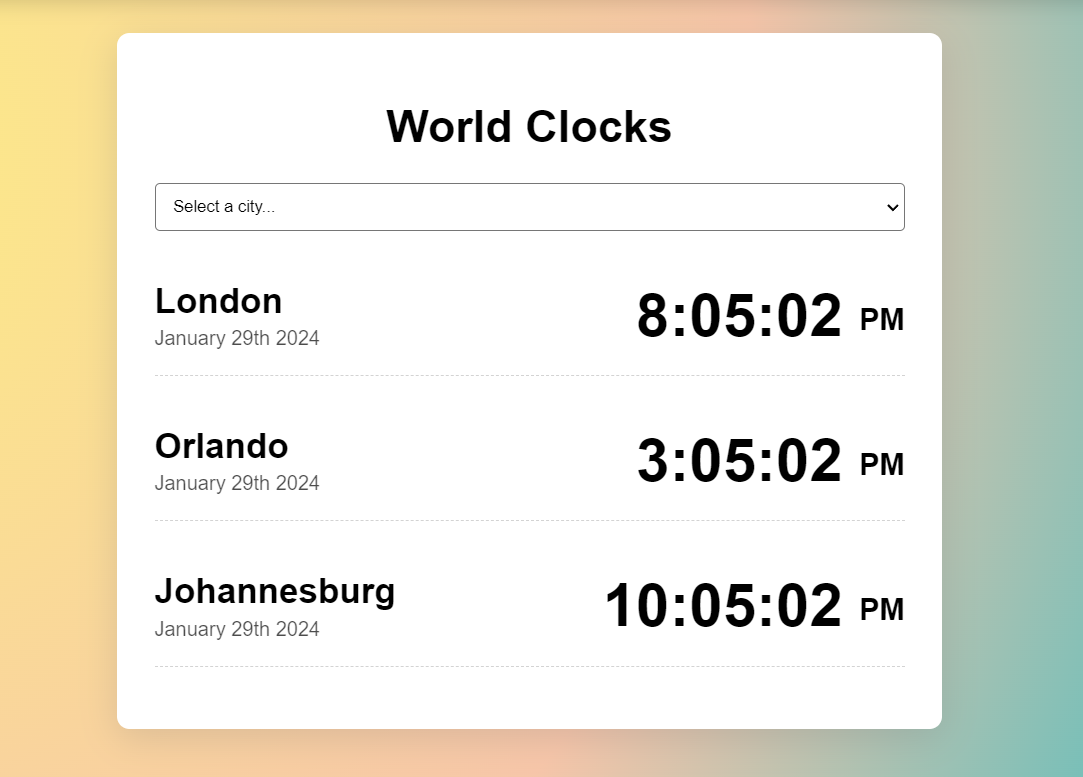 World Clocks
Select a city...
London
8:05:02 PM
January 29th 2024
Orlando
3:05:02 PM
January 29th 2024
Johannesburg
10:05:02 PM
January 29th 2024